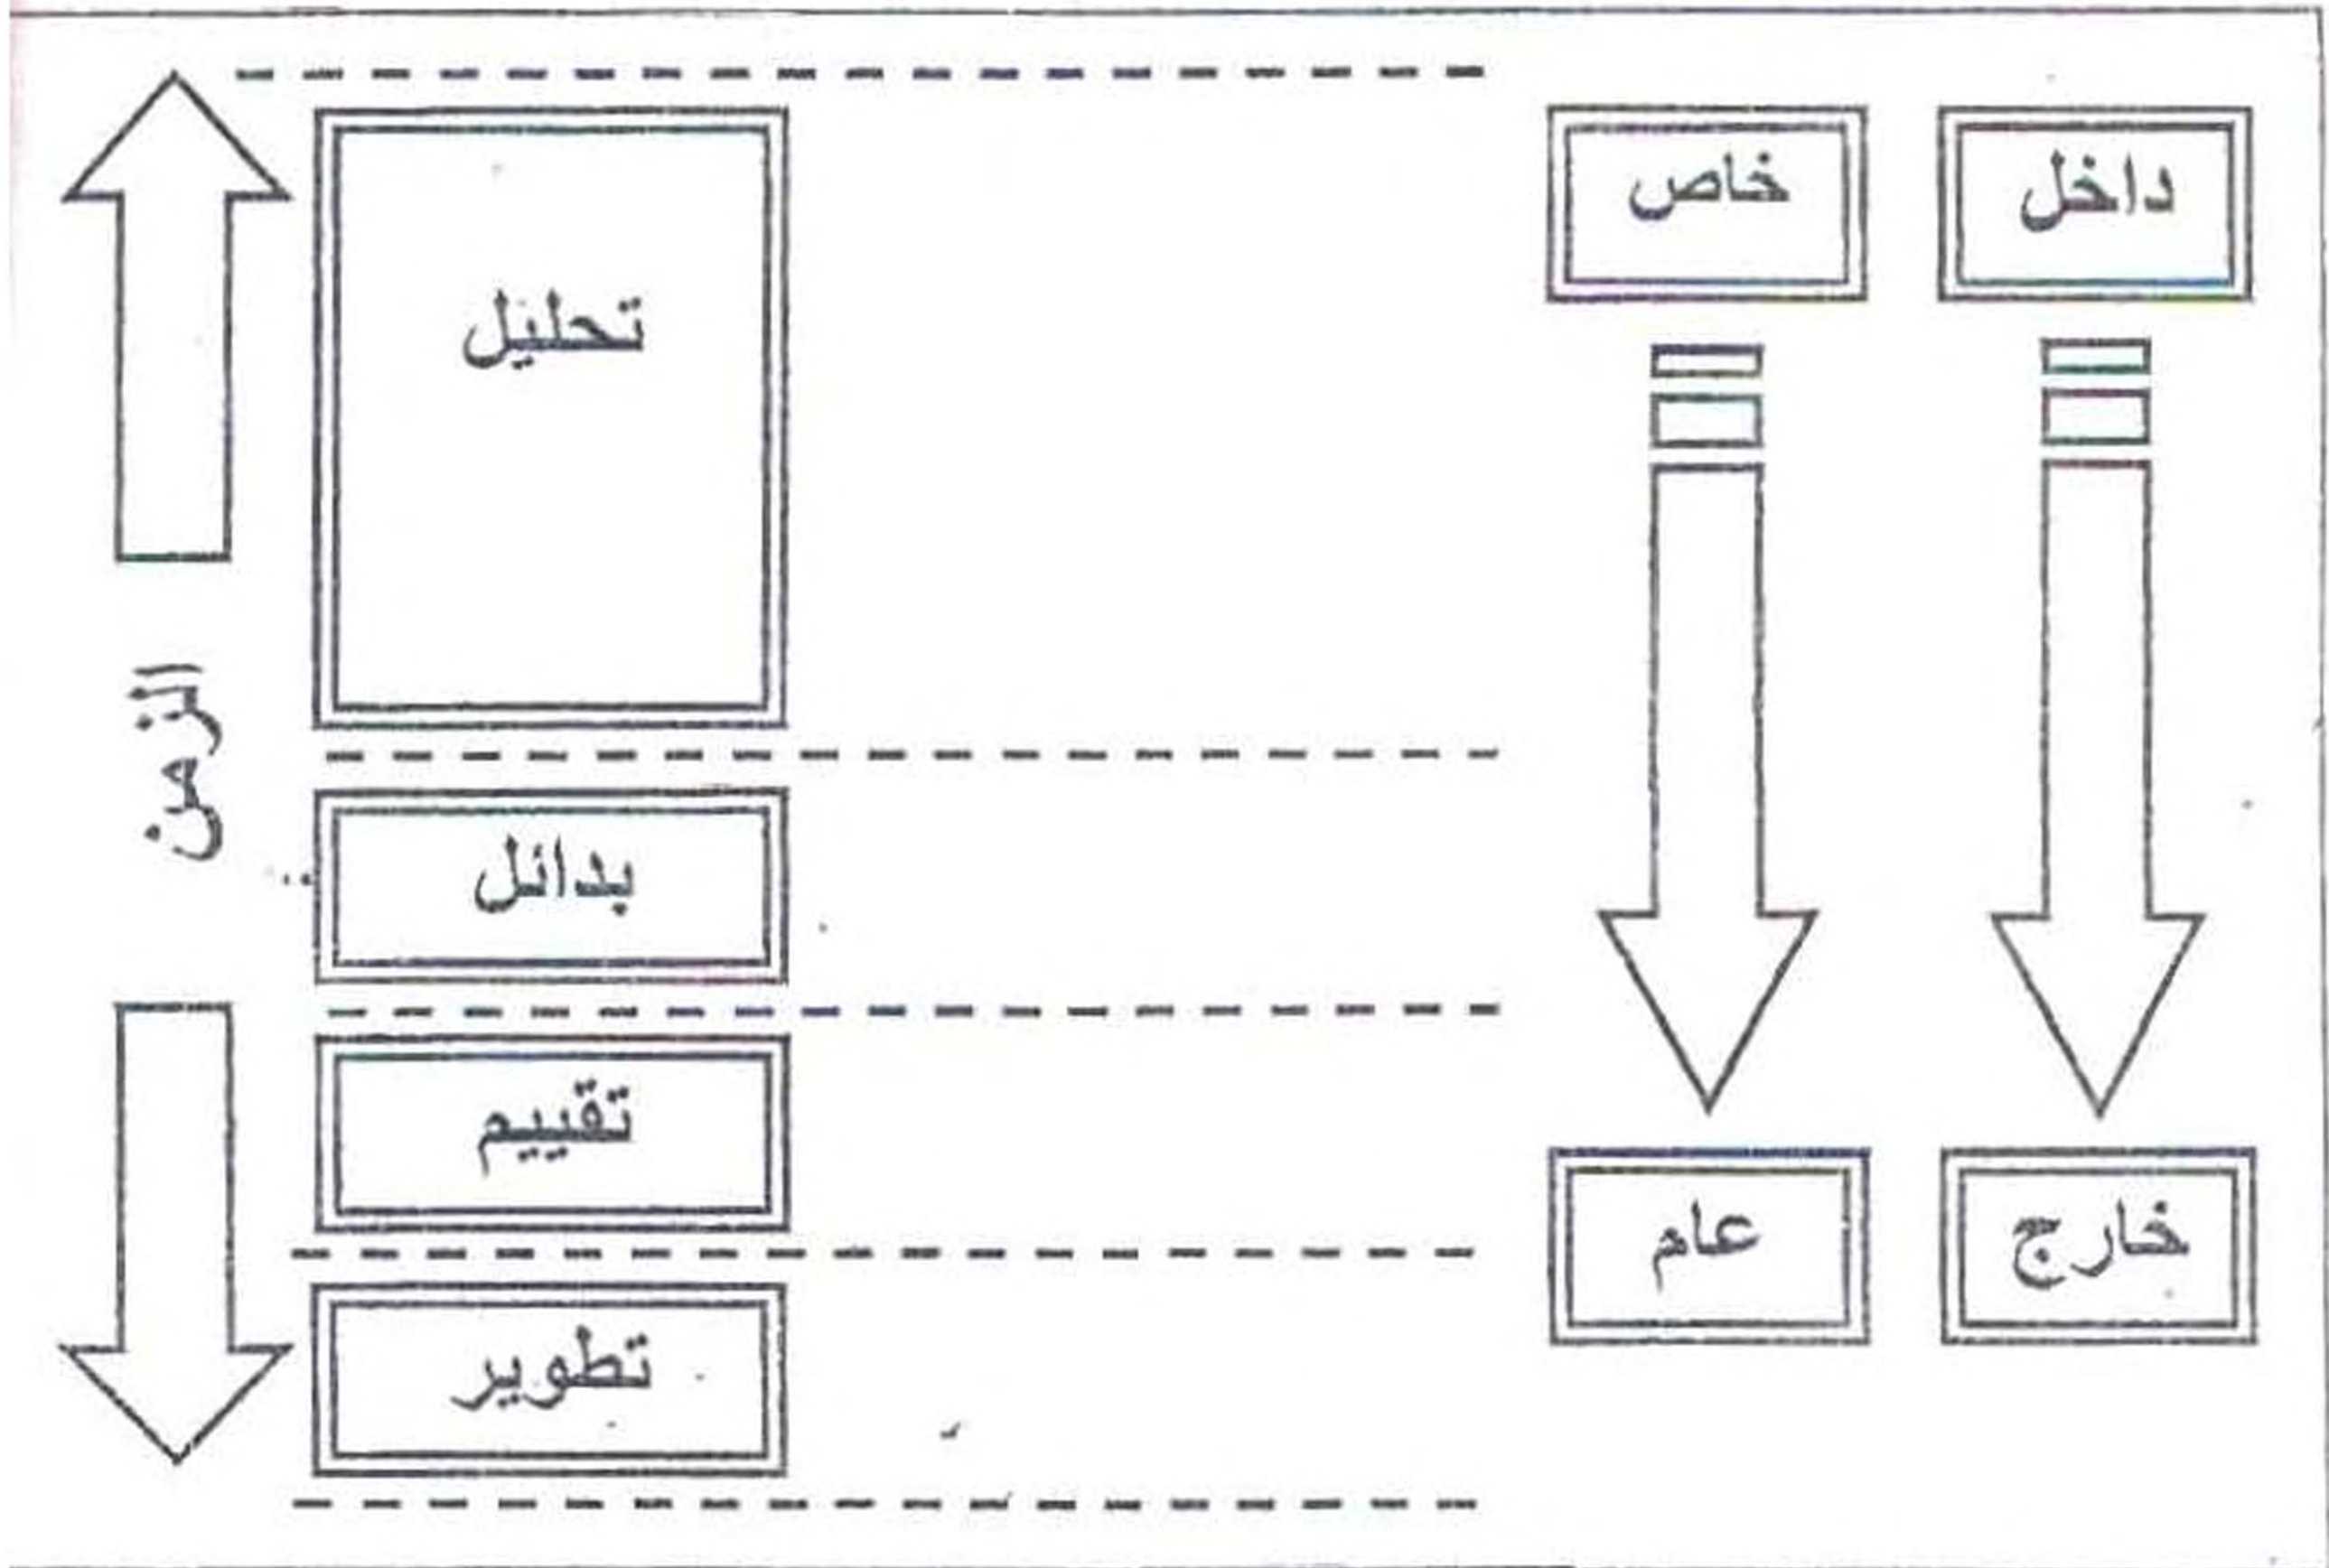 داخل
خاص
تحليل
الزمن
بدائل
تقييم
خارج
عام
تطوير